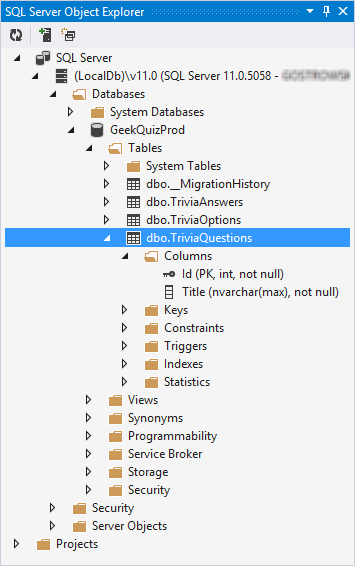 SQL Server Object Explorer
SQL Server
(LocalDb)\v11.0 (SQL Server 11.0.5058 -
Databases
System Databases
GeekQuizProd
Tables
System Tables
dbo.__MigrationHistory
dbo.TriviaAnswers
dbo.TriviaOptions
dbo.TriviaQuestions
Columns
Id (PK, int, not null)
Title (nvarchar(max), not null)
Keys
Constraints
Triggers
Indexes
Statistics
Views
Synonyms
Programmability
Service Broker
Storage
Security
Security
Server Objects
Projects